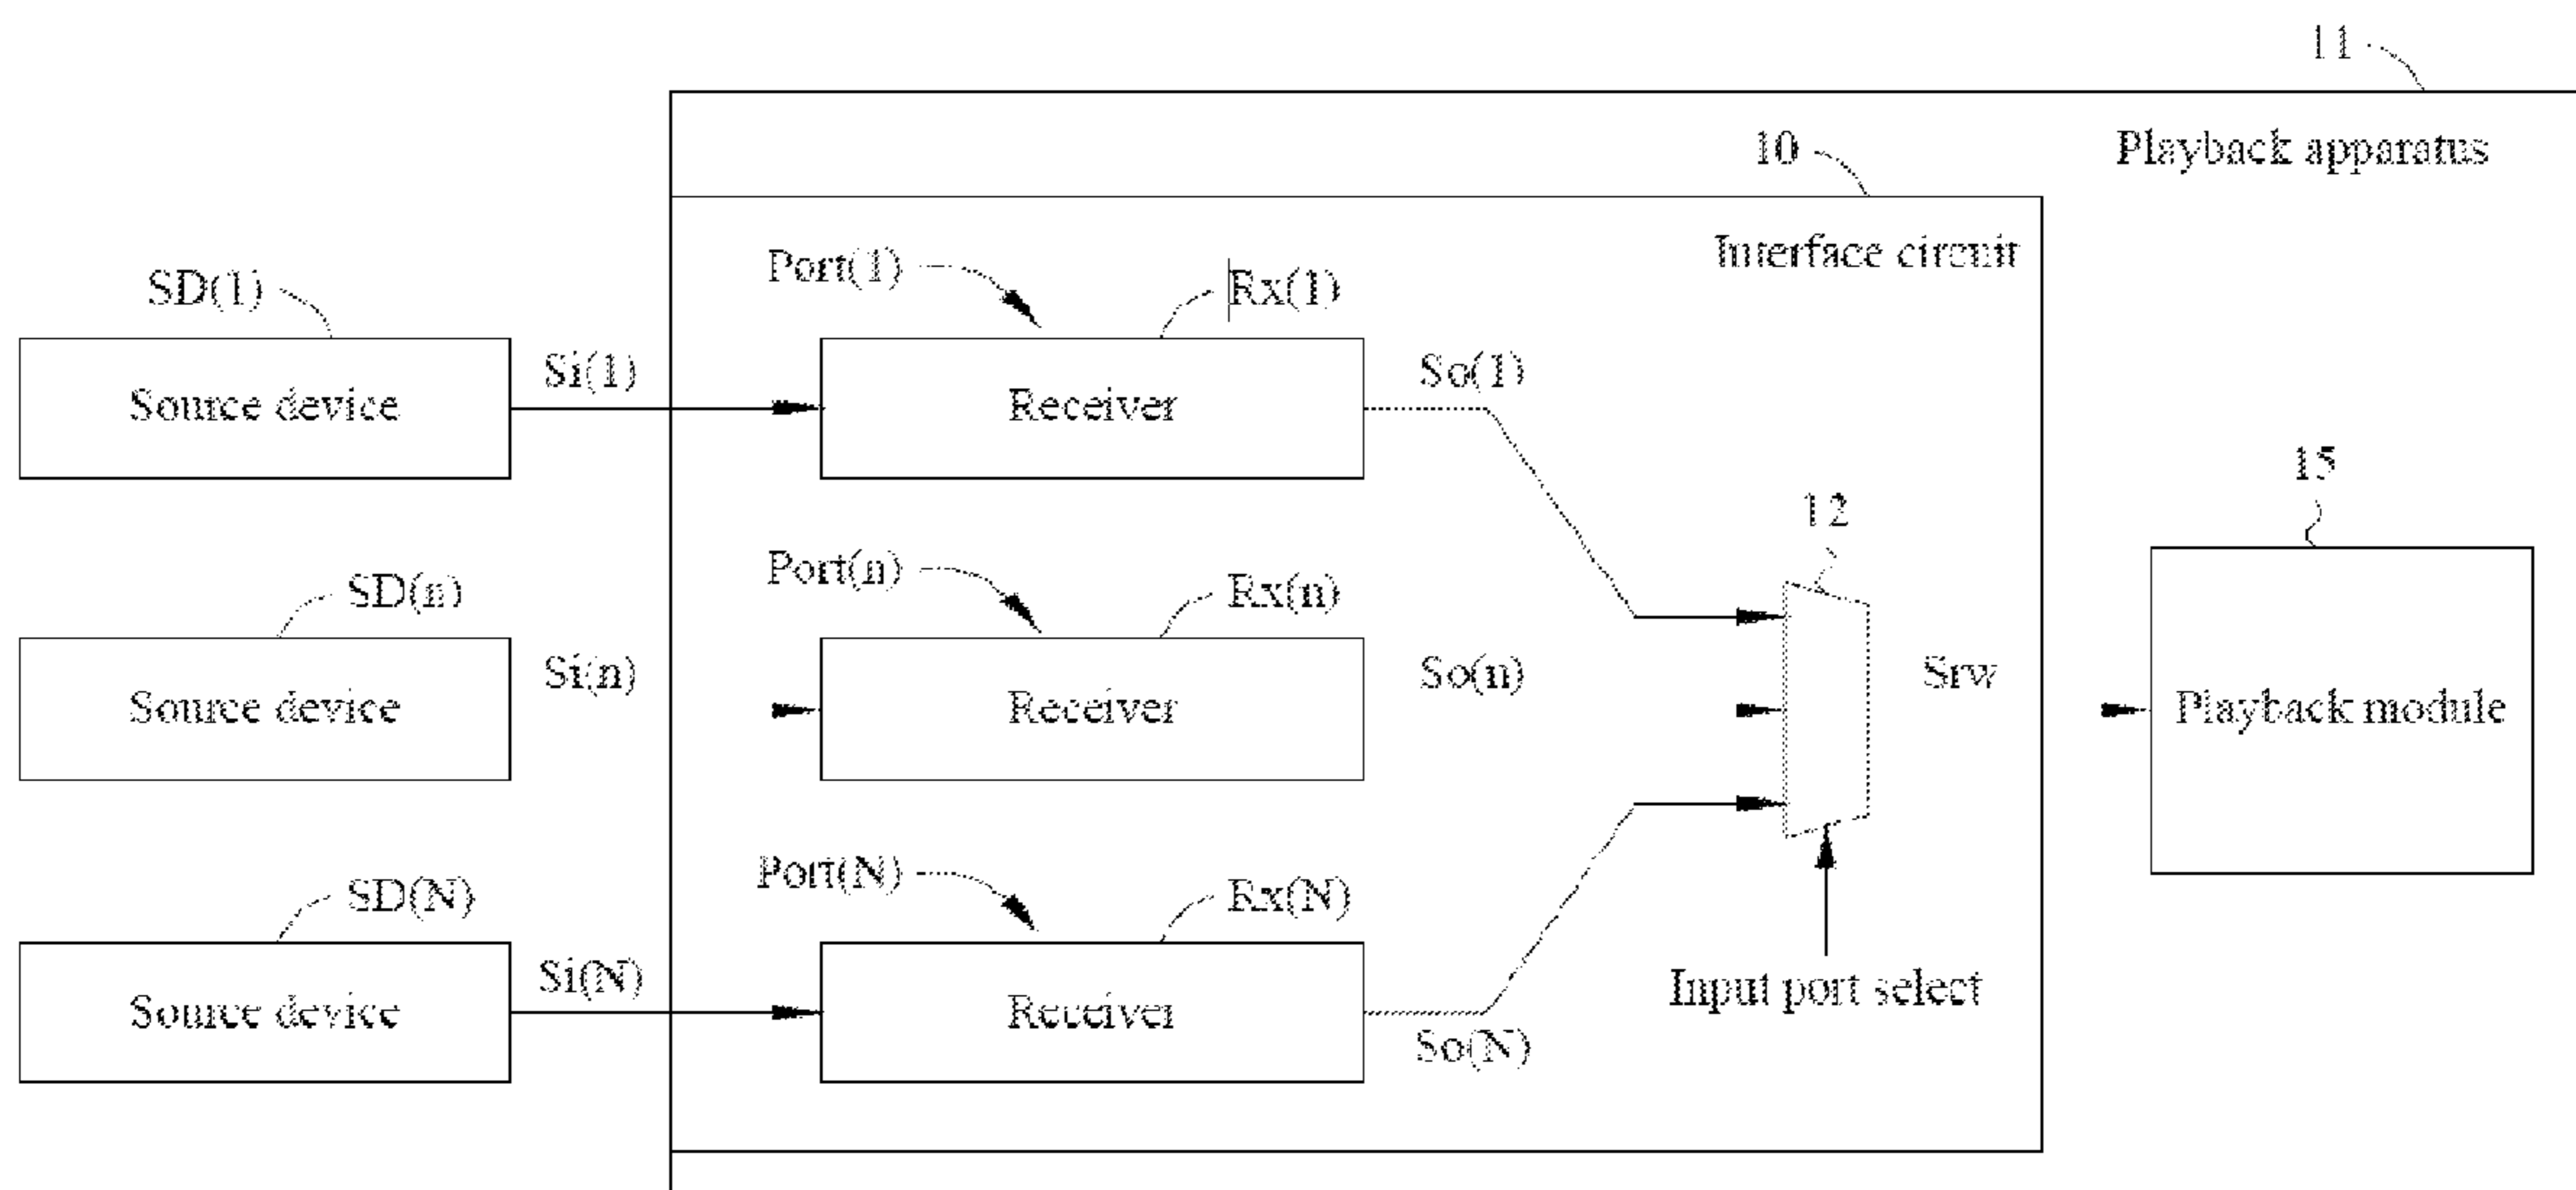 11
Playback apparatus
10
Interface circuit
Port(1)
Rx(1)
SD(1)
Si(1)
So(1)
Source device
Receiver
15
12
Port(n)
Rx(n)
SD(n)
Si(n)
So(n)
Srw
Source device
Receiver
Playback module
Port(N)
Rx(N)
SD(N)
Si(N)
Input port select
Source device
Receiver
So(N)